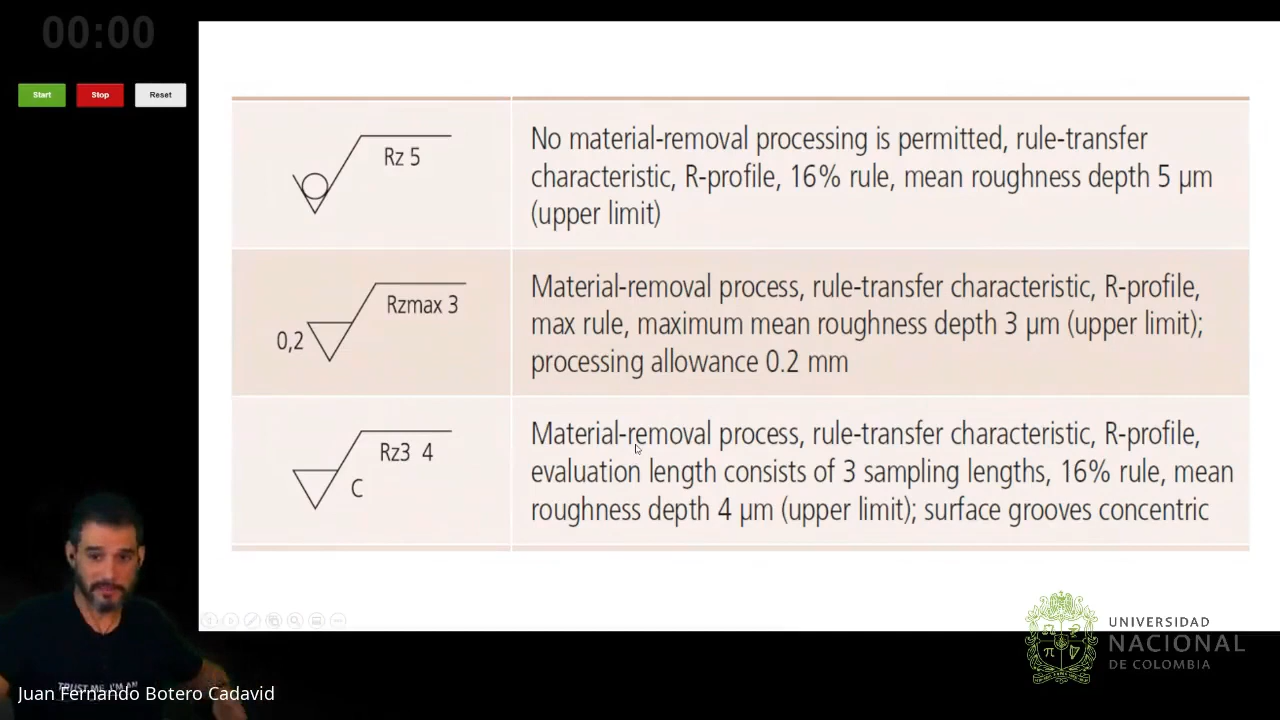 00:00
Start
Stop
Reset
Rz 5
No material-removal processing is permitted, rule-transfer
characteristic, R-profile, 16% rule, mean roughness depth 5 µm
(upper limit)
Rzmax 3
0,2
Material-removal process, rule-transfer characteristic, R-profile,
max rule, maximum mean roughness depth 3 µm (upper limit);
processing allowance 0.2 mm
Rz3 4
C
Material-removal process, rule-transfer characteristic, R-profile,
evaluation length consists of 3 sampling lengths, 16% rule, mean
roughness depth 4 µm (upper limit); surface grooves concentric
UNIVERSIDAD
NACIONAL
DE COLOMBIA
TRUST ME, I'M AN
Juan Fernando Botero Cadavid